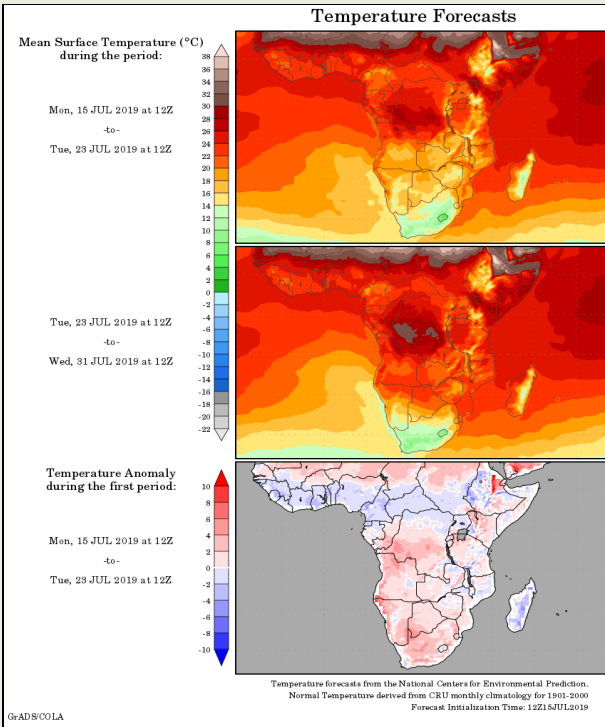 Temperature Forecasts
Mean Surface Temperature (°C)
during the period:
Mon, 15 JUL 2019 at 12Z
-to-
Tue, 23 JUL 2019 at 12Z
38
36
34
32
30
28
26
24
22
20
18
16
14
12
10
8
6
4
2
0
-2
-4
-6
-8
-10
-12
-14
-16
-18
-20
-22
Tue, 23 JUL 2019 at 12Z
-to-
Wed, 31 JUL 2019 at 12Z
Temperature Anomaly
during the first period:
Mon, 15 JUL 2019 at 12Z
-to-
Tue, 23 JUL 2019 at 12Z
10
8
6
4
2
0
-2
-4
-6
-8
-10
Temperature forecasts from the National Centers for Environmental Prediction.
Normal Temperature derived from CRU monthly climatology for 1901-2000
Forecast Initialization Time: 12Z15JUL2019
GrADS/COLA